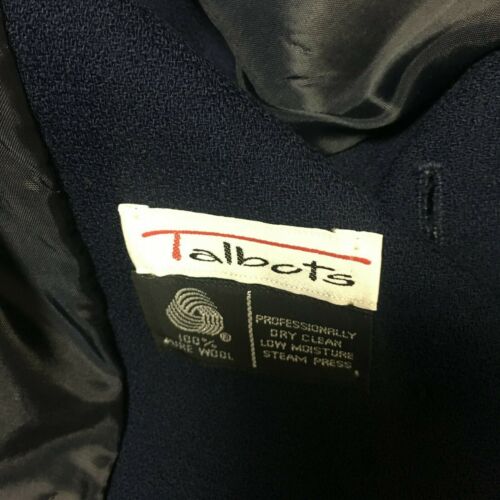 Talbots
®
100%
PURE WOOL
PROFESSIONALLY
DRY CLEAN
LOW MOISTURE
STEAM PRESS